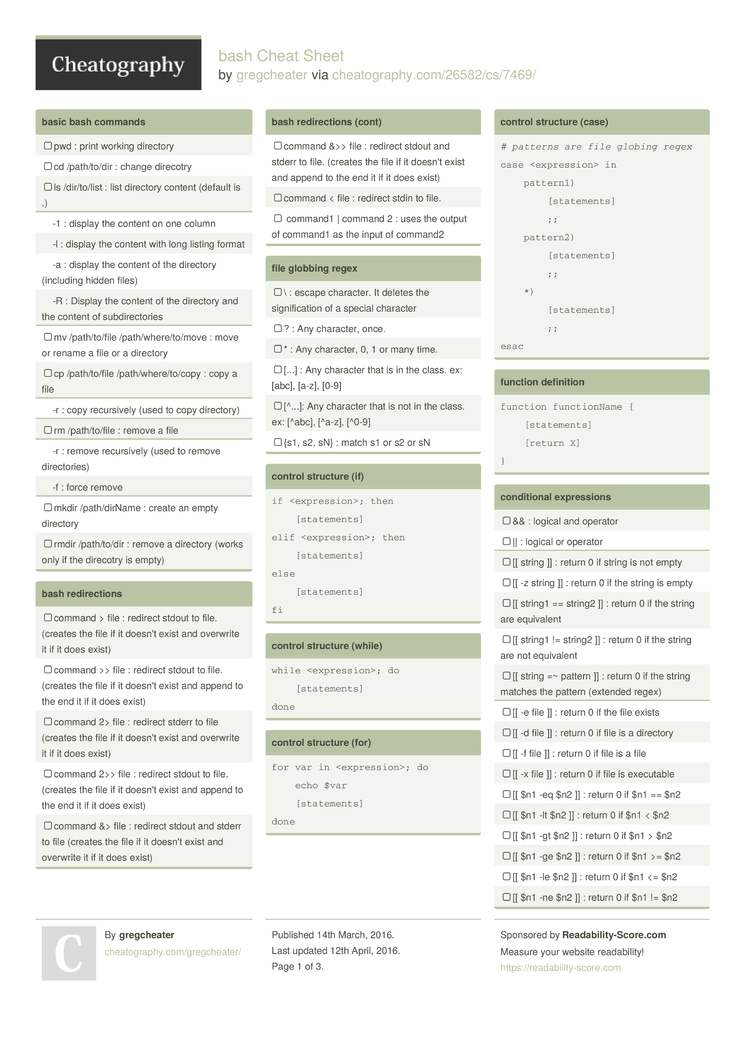 Cheatography
bash Cheat Sheet
by gregcheater via cheatography.com/26582/cs/7469/
basic bash commands
pwd : print working directory
cd /path/to/dir : change direcotry
ls /dir/to/list : list directory content (default is
.)
-1 : display the content on one column
-l : display the content with long listing format
-a : display the content of the directory
(including hidden files)
-R : Display the content of the directory and
the content of subdirectories
mv /path/to/file /path/where/to/move : move
or rename a file or a directory
cp /path/to/file /path/where/to/copy : copy a
file
-r : copy recursively (used to copy directory)
rm /path/to/file : remove a file
-r : remove recursively (used to remove
directories)
-f : force remove
mkdir /path/dirName : create an empty
directory
rmdir /path/to/dir : remove a directory (works
only if the direcotry is empty)
bash redirections
command > file : redirect stdout to file.
(creates the file if it doesn't exist and overwrite
it if it does exist)
command >> file : redirect stdout to file.
(creates the file if it doesn't exist and append to
the end it if it does exist)
command 2> file : redirect stderr to file
(creates the file if it doesn't exist and overwrite
it if it does exist)
command 2>> file : redirect stdout to file.
(creates the file if it doesn't exist and append to
the end it if it does exist)
command &> file : redirect stdout and stderr
to file (creates the file if it doesn't exist and
overwrite it if it does exist)
bash redirections (cont)
command &>> file : redirect stdout and
stderr to file. (creates the file if it doesn't exist
and append to the end it if it does exist)
command < file : redirect stdin to file.
command1 | command 2 : uses the output
of command1 as the input of command2
file globbing regex
\ : escape character. It deletes the
signification of a special character
? : Any character, once.
* : Any character, 0, 1 or many time.
[...] : Any character that is in the class. ex:
[abc], [a-z], [0-9]
[^...]: Any character that is not in the class.
ex: [^abc], [^a-z], [^0-9]
{s1, s2, sN} : match s1 or s2 or sN
control structure (if)
if <expression>; then
[statements]
elif <expression>; then
[statements]
else
[statements]
fi
control structure (while)
while <expression>; do
[statements]
done
control structure (for)
for var in <expression>; do
echo $var
[statements]
done
control structure (case)
# patterns are file globing regex
case <expression> in
pattern1)
[statements]
;;
pattern2)
[statements]
;;
*)
[statements]
;;
esac
function definition
function functionName {
[statements]
[return X]
}
conditional expressions
&& : logical and operator
|| : logical or operator
[[ string ]] : return 0 if string is not empty
[[ -z string ]] : return 0 if the string is empty
[[ string1 == string2 ]] : return 0 if the string
are equivalent
[[ string1 != string2 ]] : return 0 if the string
are not equivalent
[[ string =~ pattern ]] : return 0 if the string
matches the pattern (extended regex)
[[ -e file ]] : return 0 if the file exists
[[ -d file ]] : return 0 if file is a directory
[[ -f file ]] : return 0 if file is a file
[[ -x file ]] : return 0 if file is executable
[[ $n1 -eq $n2 ]] : return 0 if $n1 == $n2
[[ $n1 -lt $n2 ]] : return 0 if $n1 < $n2
[[ $n1 -gt $n2 ]] : return 0 if $n1 > $n2
[[ $n1 -ge $n2 ]] : return 0 if $n1 >= $n2
[[ $n1 -le $n2 ]] : return 0 if $n1 <= $n2
[[ $n1 -ne $n2 ]] : return 0 if $n1 != $n2
C
By gregcheater
cheatography.com/gregcheater/
Published 14th March, 2016.
Last updated 12th April, 2016.
Page 1 of 3.
Sponsored by Readability-Score.com
Measure your website readability!
https://readability-score.com